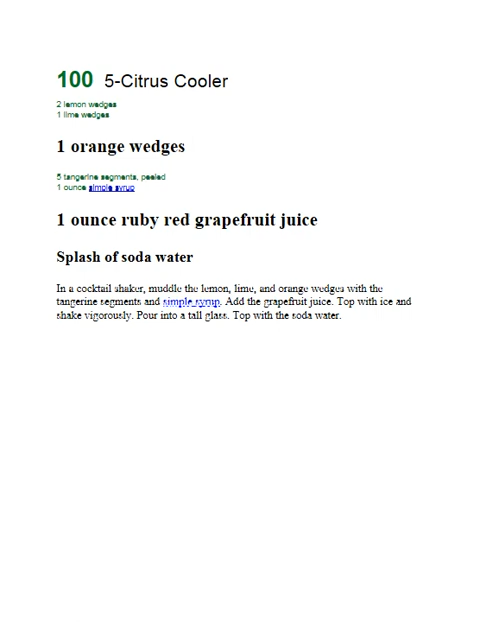 100 5-Citrus Cooler
2 lemon wedges
1 lime wedges
1 orange wedges
5 tangerine segments, peeled
1 ounce simple syrup
1 ounce ruby red grapefruit juice
Splash of soda water
In a cocktail shaker, muddle the lemon, lime, and orange wedges with the
tangerine segments and simple syrup. Add the grapefruit juice. Top with ice and
shake vigorously. Pour into a tall glass. Top with the soda water.